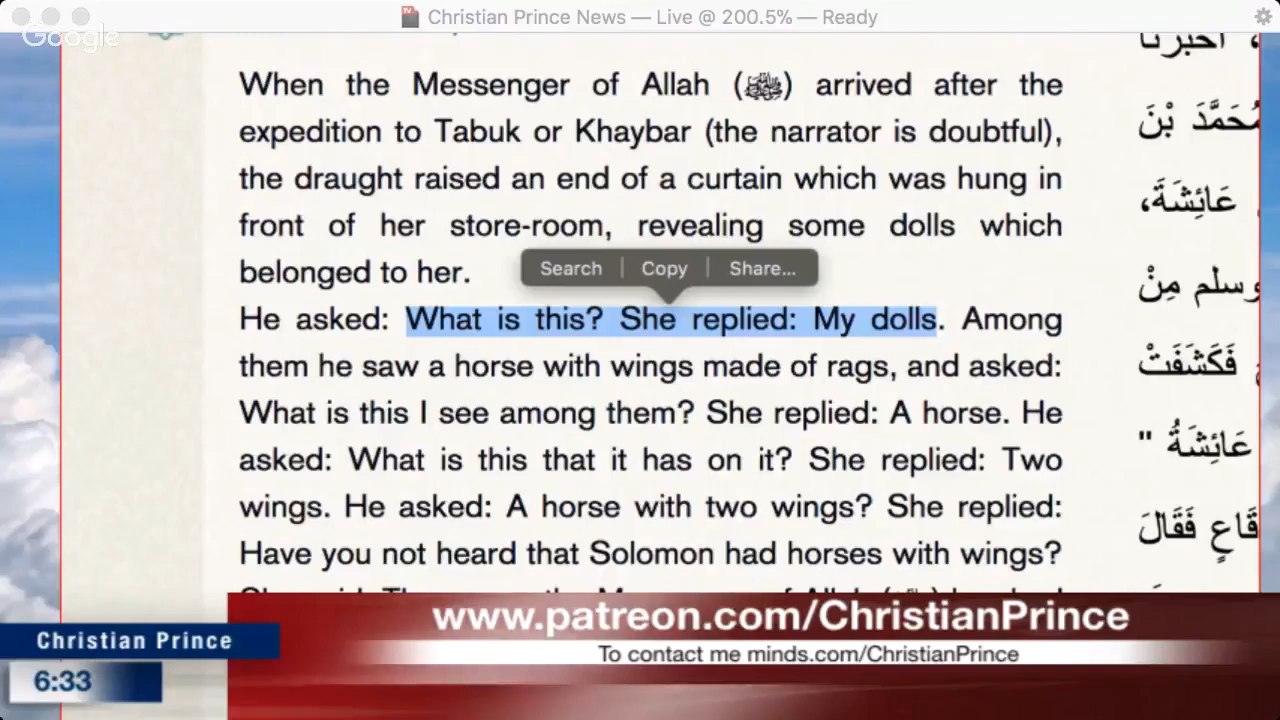 Christian Prince News — Live @ 200.5% — Ready
Google
When the Messenger of Allah (ﷺ) arrived after the
expedition to Tabuk or Khaybar (the narrator is doubtful),
the draught raised an end of a curtain which was hung in
front of her store-room, revealing some dolls which
belonged to her.
Search Copy Share...
He asked: What is this? She replied: My dolls. Among
them he saw a horse with wings made of rags, and asked:
What is this I see among them? She replied: A horse. He
asked: What is this that it has on it? She replied: Two
wings. He asked: A horse with two wings? She replied:
Have you not heard that Solomon had horses with wings?
، أخبرنا
مُحَمَّدَ بْنَ
عَائِشَةَ،
وسلم مِنْ
فَكَشَفَتْ
عَائِشَةُ "
قَاعٍ فَقَالَ
www.patreon.com/ChristianPrince
To contact me minds.com/ChristianPrince
Christian Prince
6:33